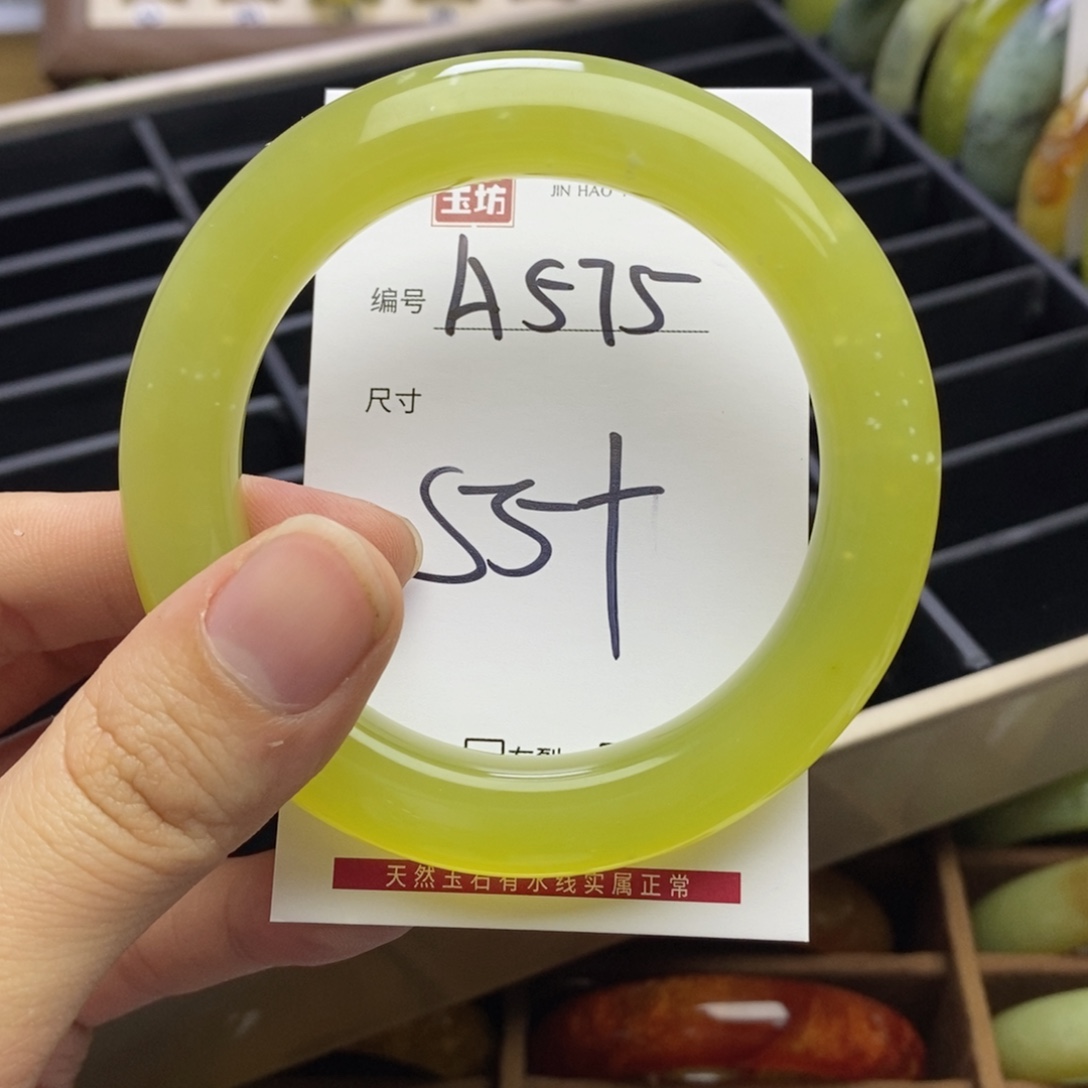 玉坊 JIN HAO
编号 A575
尺寸
55+
天然玉石有水线实属正常